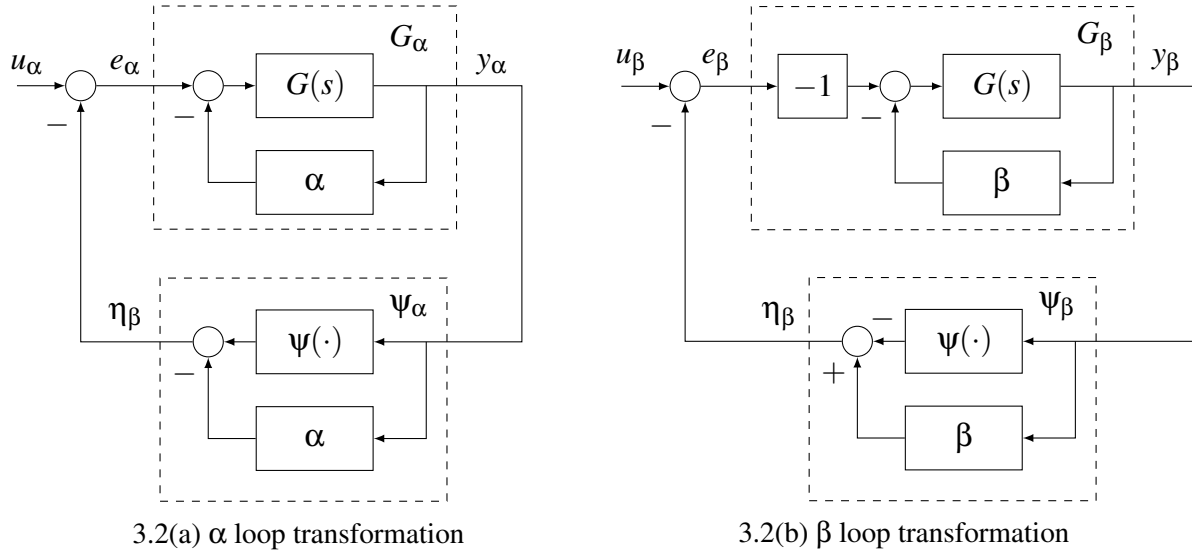 G_α
u_α
e_α
G(s)
y_α
−
−
α
η_β
ψ_α
ψ(·)
−
α
3.2(a) α loop transformation
G_β
u_β
e_β
−1
G(s)
y_β
−
−
β
η_β
ψ_β
−
ψ(·)
+
β
3.2(b) β loop transformation